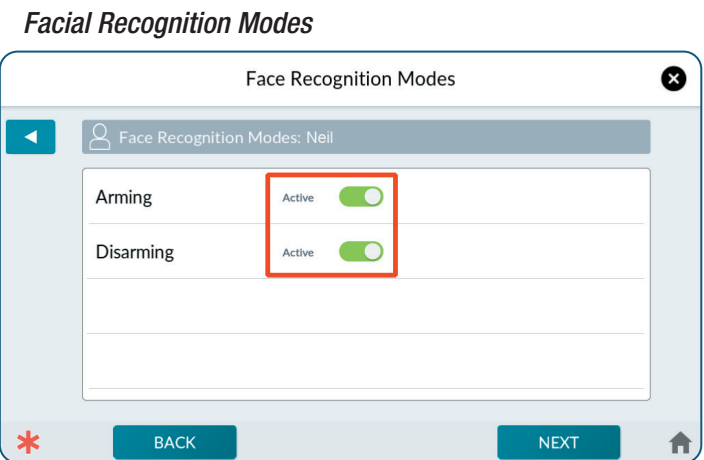 Facial Recognition Modes
Face Recognition Modes
Face Recognition Modes: Neil
Arming Active
Disarming Active
BACK NEXT